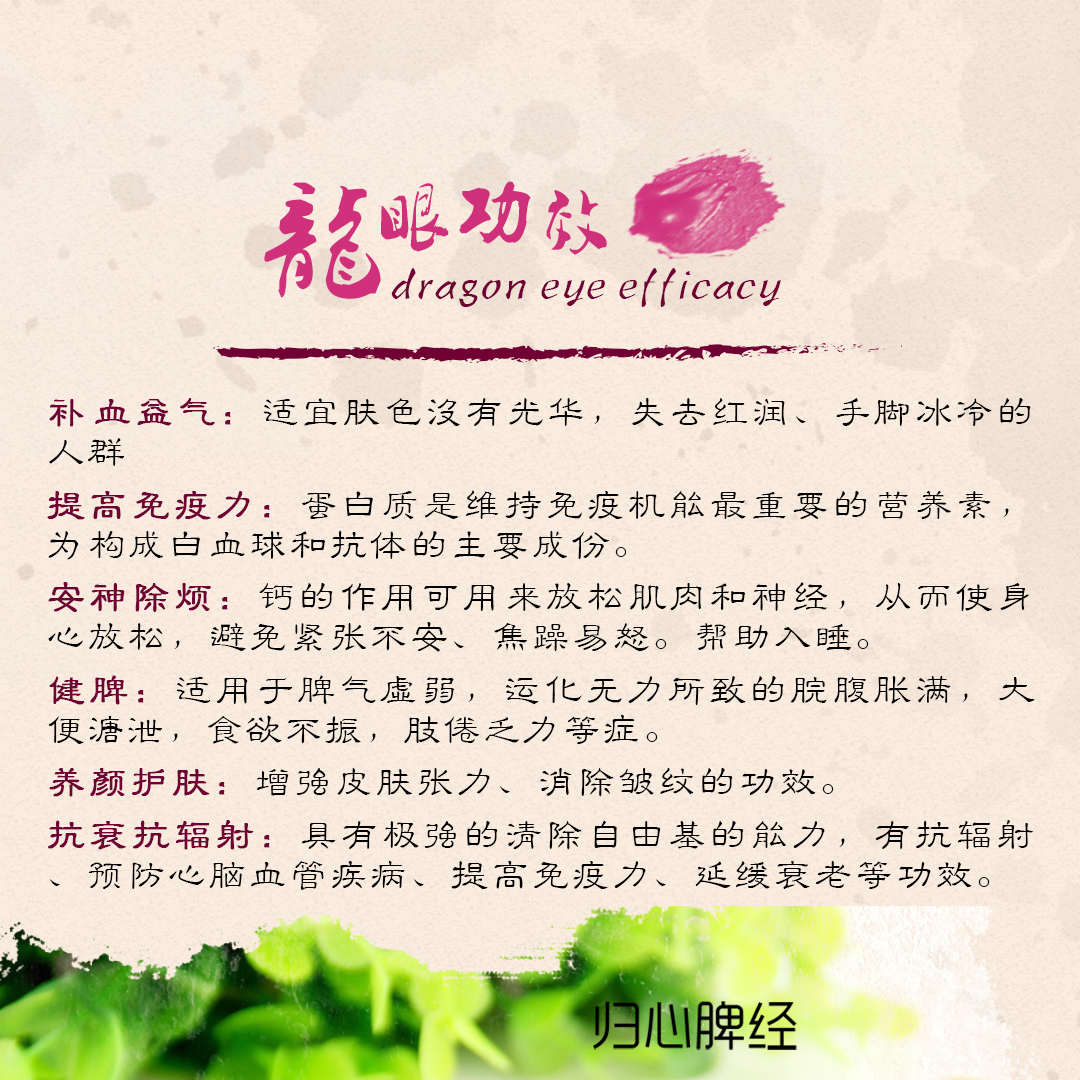 龍眼功效
dragon eye efficacy
补血益气：适宜肤色沒有光华，失去红润、手脚冰冷的
人群
提高免疫力：蛋白质是维持免疫机能最重要的营养素，
为构成白血球和抗体的主要成份。
安神除烦：钙的作用可用来放松肌肉和神经，从而使身
心放松，避免紧张不安、焦躁易怒。帮助入睡。
健脾：适用于脾气虚弱，运化无力所致的脘腹胀满，大
便溏泄，食欲不振，肢倦乏力等症。
养颜护肤：增强皮肤张力、消除皱纹的功效。
抗衰抗辐射：具有极强的清除自由基的能力，有抗辐射
、预防心脑血管疾病、提高免疫力、延缓衰老等功效。
归心脾经